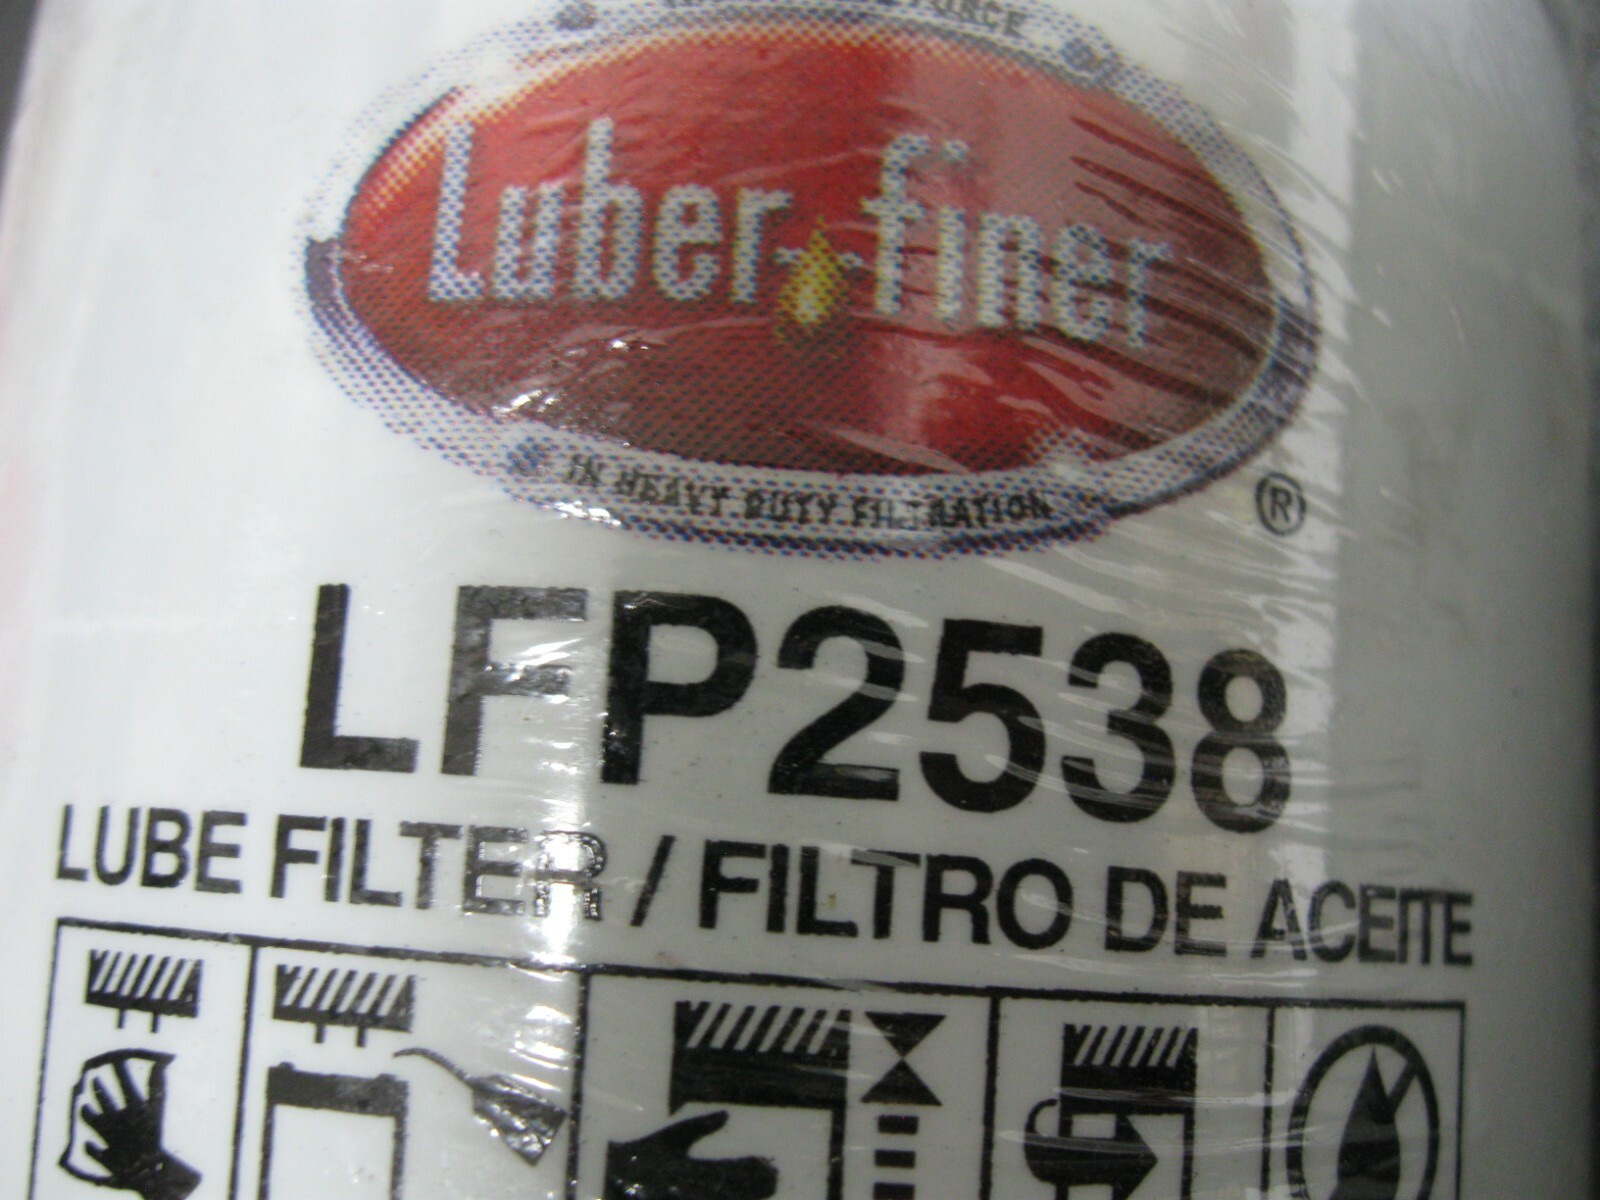 Luber-finer
IN HEAVY DUTY FILTRATION
®
LFP2538
LUBE FILTER / FILTRO DE ACEITE